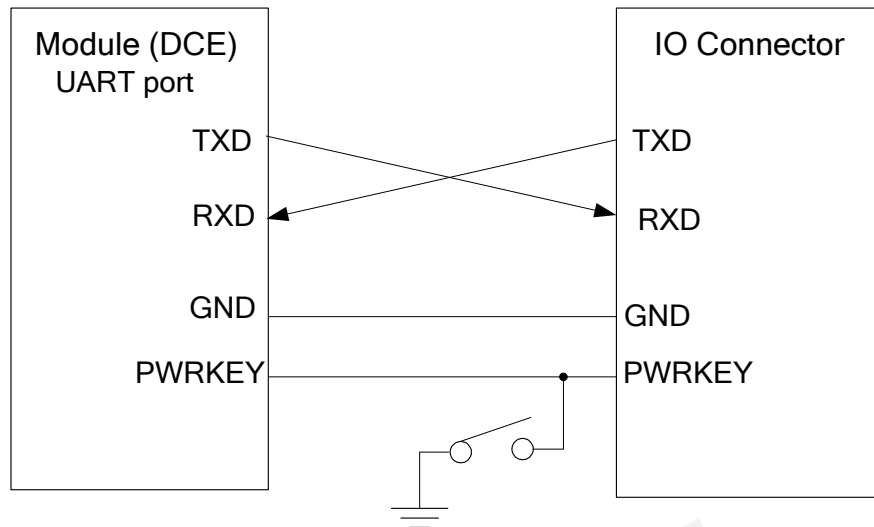 Module (DCE)
UART port
TXD
RXD
GND
PWRKEY
IO Connector
TXD
RXD
GND
PWRKEY